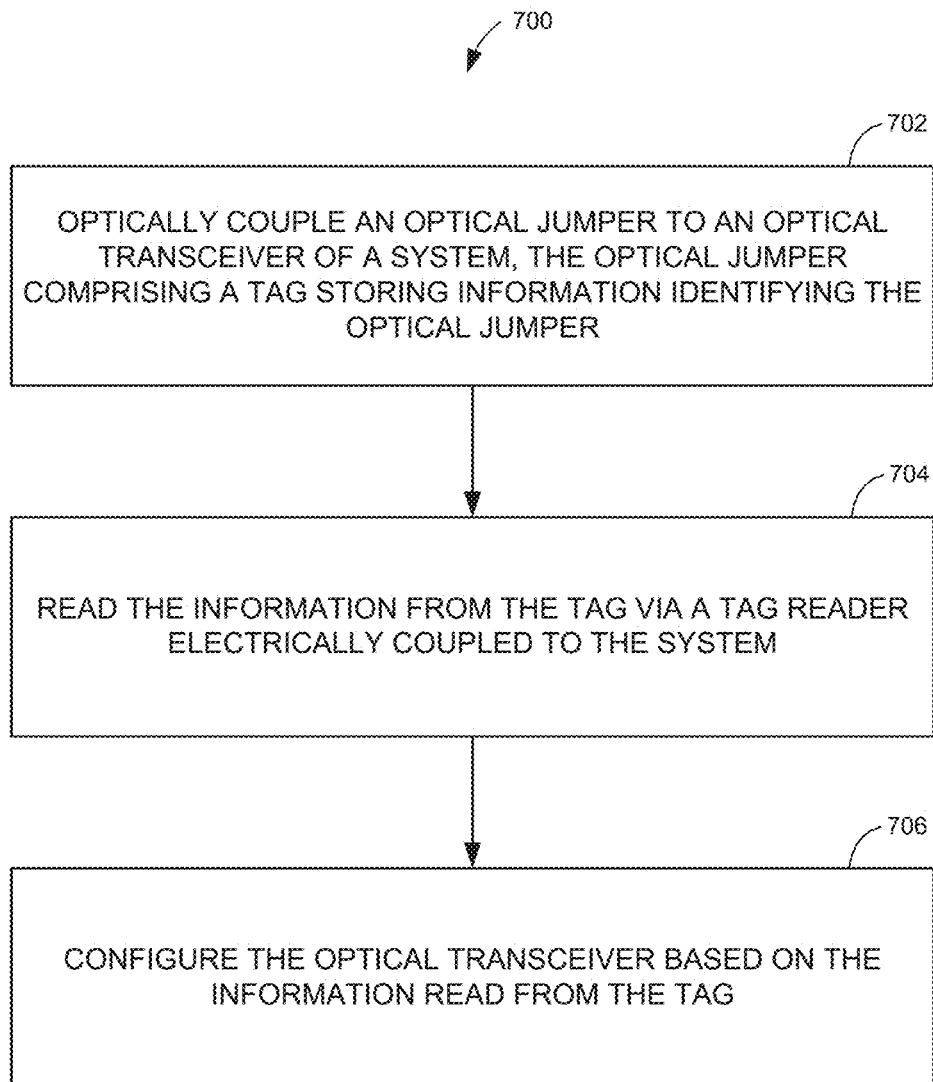 700
702
OPTICALLY COUPLE AN OPTICAL JUMPER TO AN OPTICAL
TRANSCEIVER OF A SYSTEM, THE OPTICAL JUMPER
COMPRISING A TAG STORING INFORMATION IDENTIFYING THE
OPTICAL JUMPER
704
READ THE INFORMATION FROM THE TAG VIA A TAG READER
ELECTRICALLY COUPLED TO THE SYSTEM
706
CONFIGURE THE OPTICAL TRANSCEIVER BASED ON THE
INFORMATION READ FROM THE TAG